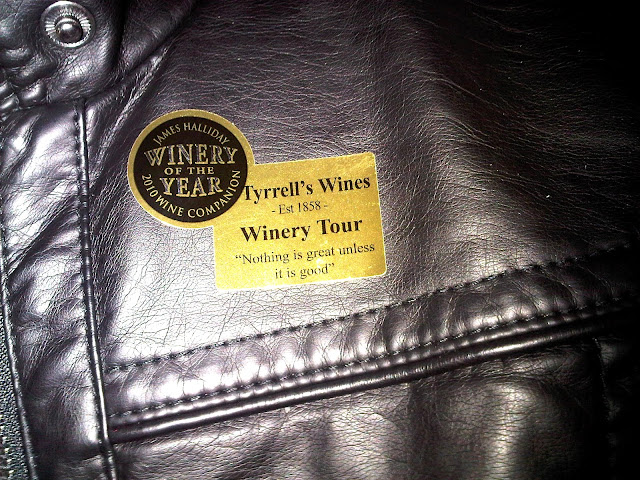 JAMES HALLIDAY
WINERY
OF THE
YEAR
2010 WINE COMPANION
Tyrrell's Wines
- Est 1858 -
Winery Tour
"Nothing is great unless
it is good"